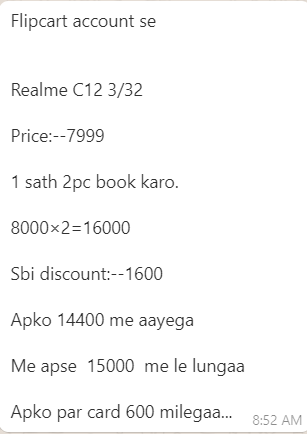 Flipcart account se
Realme C12 3/32
Price:--7999
1 sath 2pc book karo.
8000×2=16000
Sbi discount:--1600
Apko 14400 me aayega
Me apse  15000  me le lungaa
Apko par card 600 milegaa...
8:52 AM